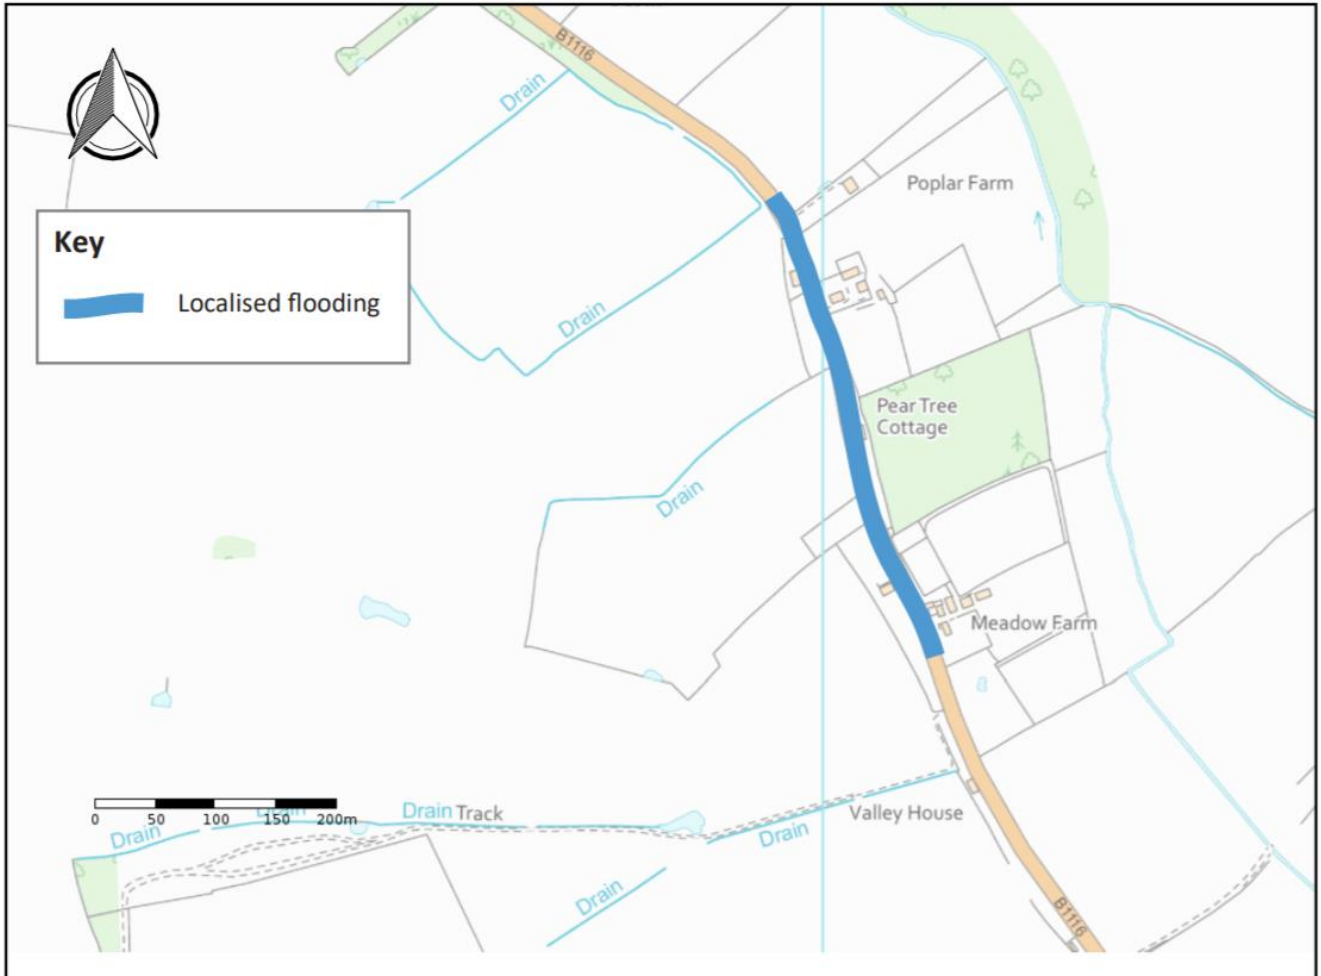 B1116
Drain
Poplar Farm
Key
Localised flooding
Drain
Pear Tree
Cottage
Drain
Meadow Farm
0 50 100 150 200m
Drain
Drain Track
Drain
Valley House
Drain
Drain
B1116